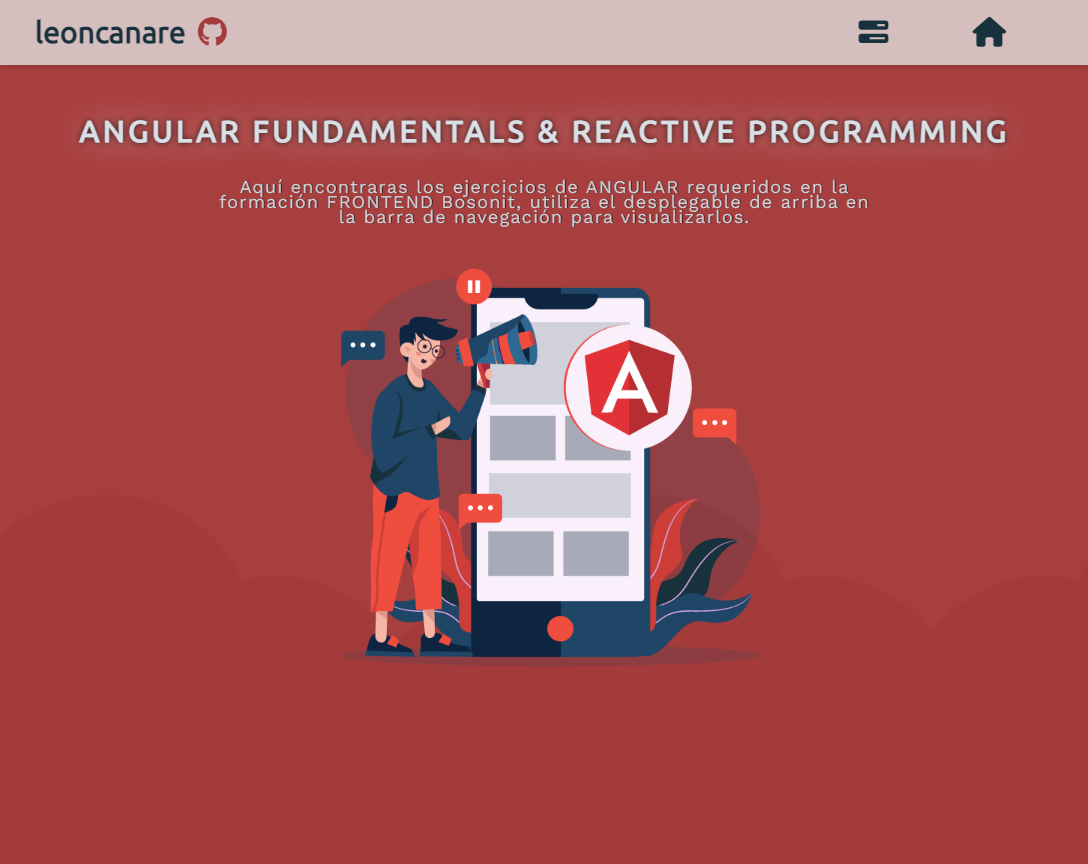 leoncanare
ANGULAR FUNDAMENTALS & REACTIVE PROGRAMMING
Aquí encontraras los ejercicios de ANGULAR requeridos en la
formación FRONTEND Bosonit, utiliza el desplegable de arriba en
la barra de navegación para visualizarlos.
A